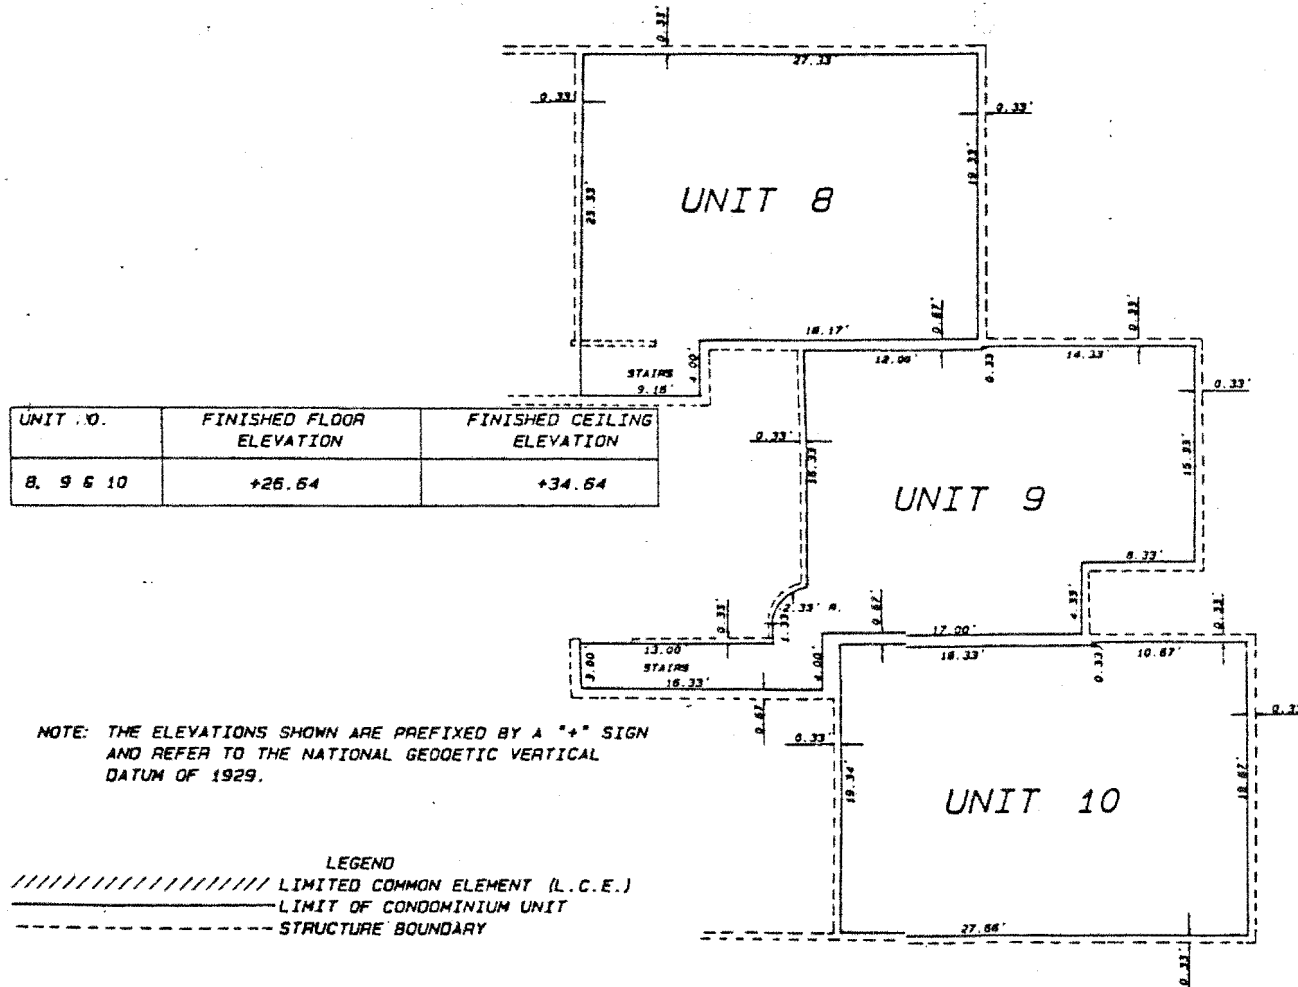 0.33'
27.33'
0.33'
0.33'
19.33'
23.33'
UNIT 8
18.17'
0.67'
0.33'
12.00'
0.33
14.33'
STAIRS
9.16'
4.00'
0.33'
UNIT NO. FINISHED FLOOR ELEVATION FINISHED CEILING ELEVATION
8, 9 & 10 +26.64 +34.64
0.33'
16.33'
15.33'
UNIT 9
8.33'
4.33'
2.33' R.
1.33'
0.33'
0.67'
17.00'
0.33'
13.00'
STAIRS
16.33'
3.00'
4.00'
18.33'
0.33'
10.67'
0.67'
0.33'
0.33
19.34'
19.67'
UNIT 10
27.66'
0.33'
NOTE: THE ELEVATIONS SHOWN ARE PREFIXED BY A "+" SIGN
AND REFER TO THE NATIONAL GEODETIC VERTICAL
DATUM OF 1929.
LEGEND
LIMITED COMMON ELEMENT (L.C.E.)
LIMIT OF CONDOMINIUM UNIT
STRUCTURE BOUNDARY